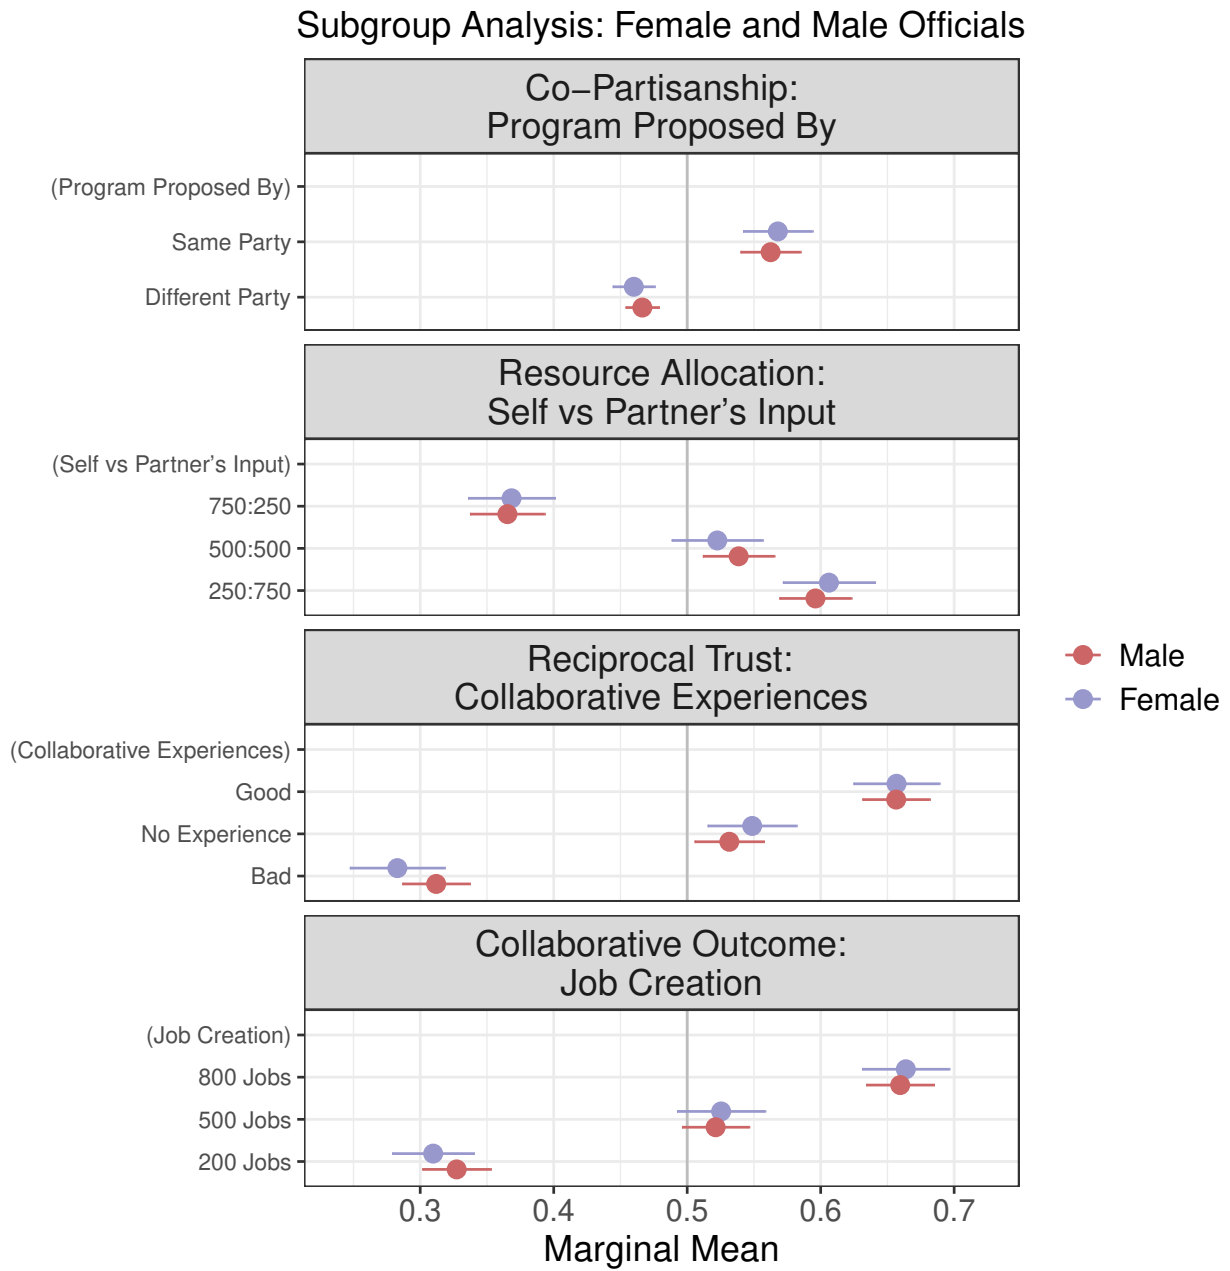 Subgroup Analysis: Female and Male Officials
Co−Partisanship:
Program Proposed By
(Program Proposed By)
Same Party
Different Party
Resource Allocation:
Self vs Partner's Input
(Self vs Partner's Input)
750:250
500:500
250:750
Reciprocal Trust:
Collaborative Experiences
(Collaborative Experiences)
Good
No Experience
Bad
Male
Female
Collaborative Outcome:
Job Creation
(Job Creation)
800 Jobs
500 Jobs
200 Jobs
0.3 0.4 0.5 0.6 0.7
Marginal Mean